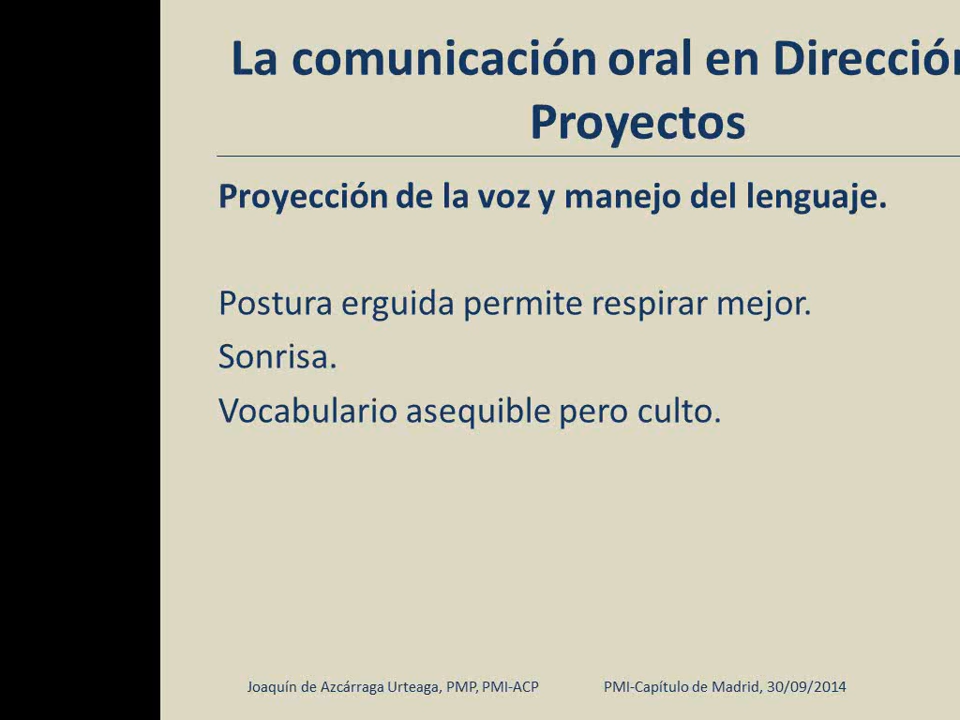 La comunicación oral en Dirección
Proyectos
Proyección de la voz y manejo del lenguaje.
Postura erguida permite respirar mejor.
Sonrisa.
Vocabulario asequible pero culto.
Joaquín de Azcárraga Urteaga, PMP, PMI-ACP PMI-Capítulo de Madrid, 30/09/2014